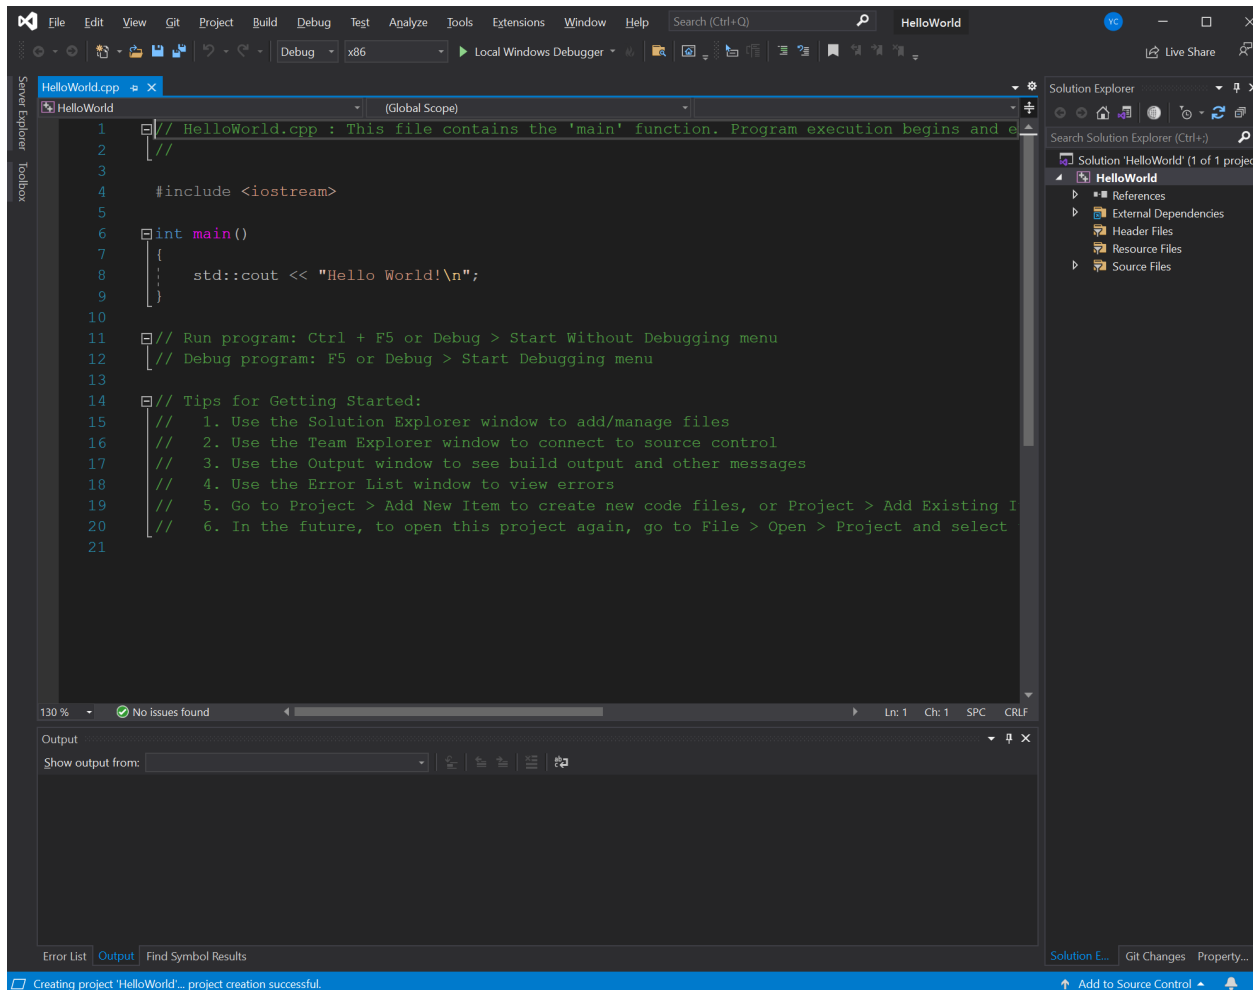 File Edit View Git Project Build Debug Test Analyze Tools Extensions Window Help Search (Ctrl+Q) HelloWorld YC
Debug x86 Local Windows Debugger Live Share
Server Explorer
Toolbox
HelloWorld.cpp
HelloWorld (Global Scope)
1 // HelloWorld.cpp : This file contains the 'main' function. Program execution begins and e
2 //
3
4 #include <iostream>
5
6 int main()
7 {
8 std::cout << "Hello World!\n";
9 }
10
11 // Run program: Ctrl + F5 or Debug > Start Without Debugging menu
12 // Debug program: F5 or Debug > Start Debugging menu
13
14 // Tips for Getting Started:
15 //   1. Use the Solution Explorer window to add/manage files
16 //   2. Use the Team Explorer window to connect to source control
17 //   3. Use the Output window to see build output and other messages
18 //   4. Use the Error List window to view errors
19 //   5. Go to Project > Add New Item to create new code files, or Project > Add Existing I
20 //   6. In the future, to open this project again, go to File > Open > Project and select
21
130 % No issues found Ln: 1 Ch: 1 SPC CRLF
Output
Show output from:
Error List Output Find Symbol Results
Solution Explorer
Search Solution Explorer (Ctrl+;)
Solution 'HelloWorld' (1 of 1 projec
HelloWorld
References
External Dependencies
Header Files
Resource Files
Source Files
Solution E... Git Changes Property...
Creating project 'HelloWorld'... project creation successful. Add to Source Control